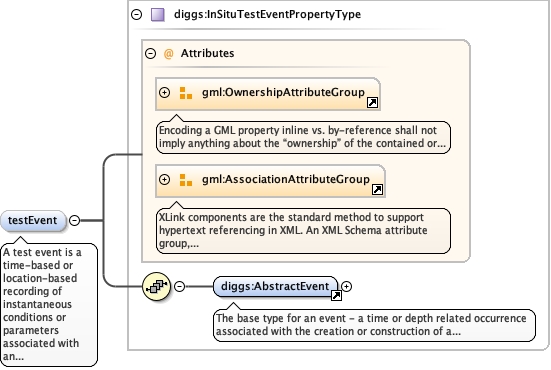 diggs:InSituTestEventPropertyType
@ Attributes
gml:OwnershipAttributeGroup
Encoding a GML property inline vs. by-reference shall not
imply anything about the “ownership” of the contained or...
gml:AssociationAttributeGroup
XLink components are the standard method to support
hypertext referencing in XML. An XML Schema attribute
group,...
testEvent
A test event is a
time-based or
location-based
recording of
instantaneous
conditions or
parameters
associated with
an...
diggs:AbstractEvent
The base type for an event – a time or depth related occurrence
associated with the creation or construction of a...